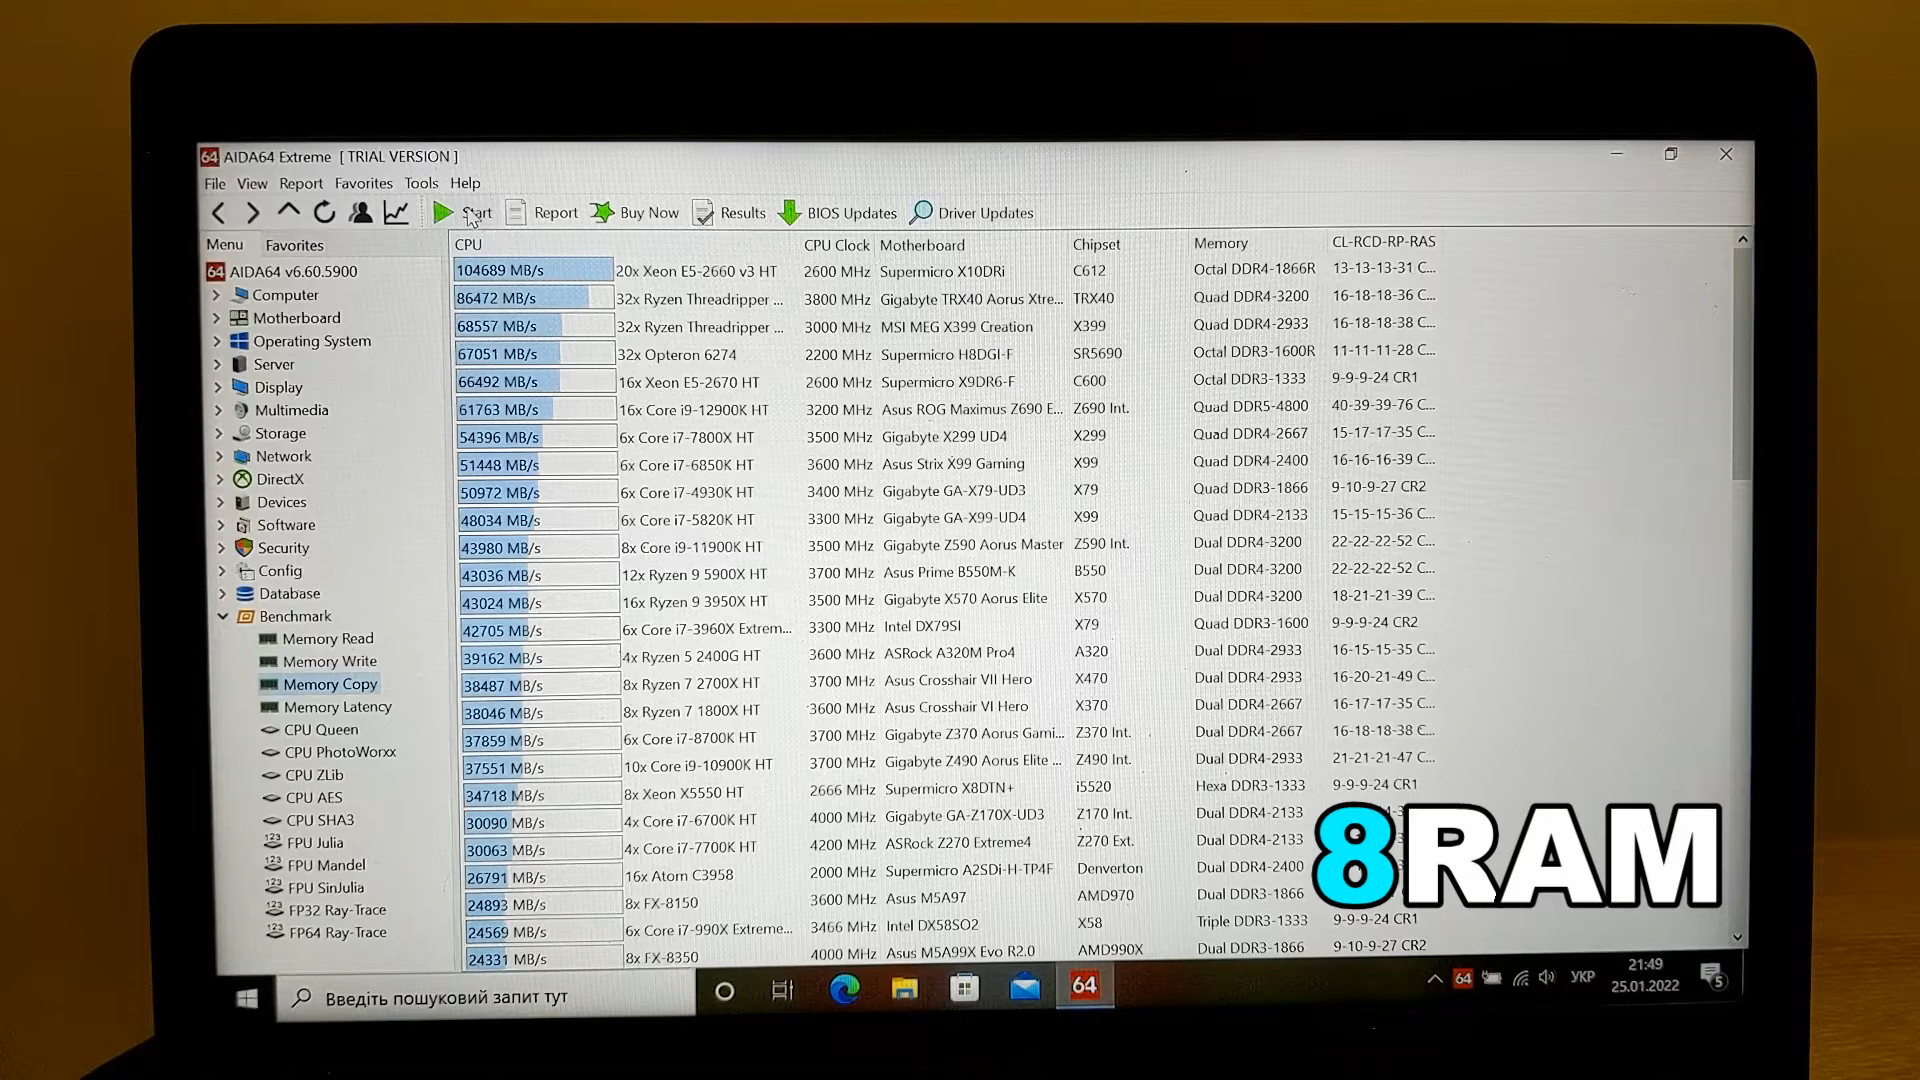 64 AIDA64 Extreme [ TRIAL VERSION ]
File View Report Favorites Tools Help
Start Report Buy Now Results BIOS Updates Driver Updates
Menu Favorites
64 AIDA64 v6.60.5900
Computer
Motherboard
Operating System
Server
Display
Multimedia
Storage
Network
DirectX
Devices
Software
Security
Config
Database
Benchmark
Memory Read
Memory Write
Memory Copy
Memory Latency
CPU Queen
CPU PhotoWorxx
CPU ZLib
CPU AES
CPU SHA3
123 FPU Julia
123 FPU Mandel
123 FPU SinJulia
123 FP32 Ray-Trace
123 FP64 Ray-Trace
CPU CPU Clock Motherboard Chipset Memory CL-RCD-RP-RAS
104689 MB/s 20x Xeon E5-2660 v3 HT 2600 MHz Supermicro X10DRi C612 Octal DDR4-1866R 13-13-13-31 C...
86472 MB/s 32x Ryzen Threadripper ... 3800 MHz Gigabyte TRX40 Aorus Xtre... TRX40 Quad DDR4-3200 16-18-18-36 C...
68557 MB/s 32x Ryzen Threadripper ... 3000 MHz MSI MEG X399 Creation X399 Quad DDR4-2933 16-18-18-38 C...
67051 MB/s 32x Opteron 6274 2200 MHz Supermicro H8DGI-F SR5690 Octal DDR3-1600R 11-11-11-28 C...
66492 MB/s 16x Xeon E5-2670 HT 2600 MHz Supermicro X9DR6-F C600 Octal DDR3-1333 9-9-9-24 CR1
61763 MB/s 16x Core i9-12900K HT 3200 MHz Asus ROG Maximus Z690 E... Z690 Int. Quad DDR5-4800 40-39-39-76 C...
54396 MB/s 6x Core i7-7800X HT 3500 MHz Gigabyte X299 UD4 X299 Quad DDR4-2667 15-17-17-35 C...
51448 MB/s 6x Core i7-6850K HT 3600 MHz Asus Strix X99 Gaming X99 Quad DDR4-2400 16-16-16-39 C...
50972 MB/s 6x Core i7-4930K HT 3400 MHz Gigabyte GA-X79-UD3 X79 Quad DDR3-1866 9-10-9-27 CR2
48034 MB/s 6x Core i7-5820K HT 3300 MHz Gigabyte GA-X99-UD4 X99 Quad DDR4-2133 15-15-15-36 C...
43980 MB/s 8x Core i9-11900K HT 3500 MHz Gigabyte Z590 Aorus Master Z590 Int. Dual DDR4-3200 22-22-22-52 C...
43036 MB/s 12x Ryzen 9 5900X HT 3700 MHz Asus Prime B550M-K B550 Dual DDR4-3200 22-22-22-52 C...
43024 MB/s 16x Ryzen 9 3950X HT 3500 MHz Gigabyte X570 Aorus Elite X570 Dual DDR4-3200 18-21-21-39 C...
42705 MB/s 6x Core i7-3960X Extrem... 3300 MHz Intel DX79SI X79 Quad DDR3-1600 9-9-9-24 CR2
39162 MB/s 4x Ryzen 5 2400G HT 3600 MHz ASRock A320M Pro4 A320 Dual DDR4-2933 16-15-15-35 C...
38487 MB/s 8x Ryzen 7 2700X HT 3700 MHz Asus Crosshair VII Hero X470 Dual DDR4-2933 16-20-21-49 C...
38046 MB/s 8x Ryzen 7 1800X HT 3600 MHz Asus Crosshair VI Hero X370 Dual DDR4-2667 16-17-17-35 C...
37859 MB/s 6x Core i7-8700K HT 3700 MHz Gigabyte Z370 Aorus Gami... Z370 Int. Dual DDR4-2667 16-18-18-38 C...
37551 MB/s 10x Core i9-10900K HT 3700 MHz Gigabyte Z490 Aorus Elite ... Z490 Int. Dual DDR4-2933 21-21-21-47 C...
34718 MB/s 8x Xeon X5550 HT 2666 MHz Supermicro X8DTN+ i5520 Hexa DDR3-1333 9-9-9-24 CR1
30090 MB/s 4x Core i7-6700K HT 4000 MHz Gigabyte GA-Z170X-UD3 Z170 Int. Dual DDR4-2133
30063 MB/s 4x Core i7-7700K HT 4200 MHz ASRock Z270 Extreme4 Z270 Ext. Dual DDR4-2133
26791 MB/s 16x Atom C3958 2000 MHz Supermicro A2SDi-H-TP4F Denverton Dual DDR4-2400
24893 MB/s 8x FX-8150 3600 MHz Asus M5A97 AMD970 Dual DDR3-1866
24569 MB/s 6x Core i7-990X Extreme... 3466 MHz Intel DX58SO2 X58 Triple DDR3-1333 9-9-9-24 CR1
24331 MB/s 8x FX-8350 4000 MHz Asus M5A99X Evo R2.0 AMD990X Dual DDR3-1866 9-10-9-27 CR2
8RAM
Введіть пошуковий запит тут
64
64 УКР 21:49
25.01.2022
5